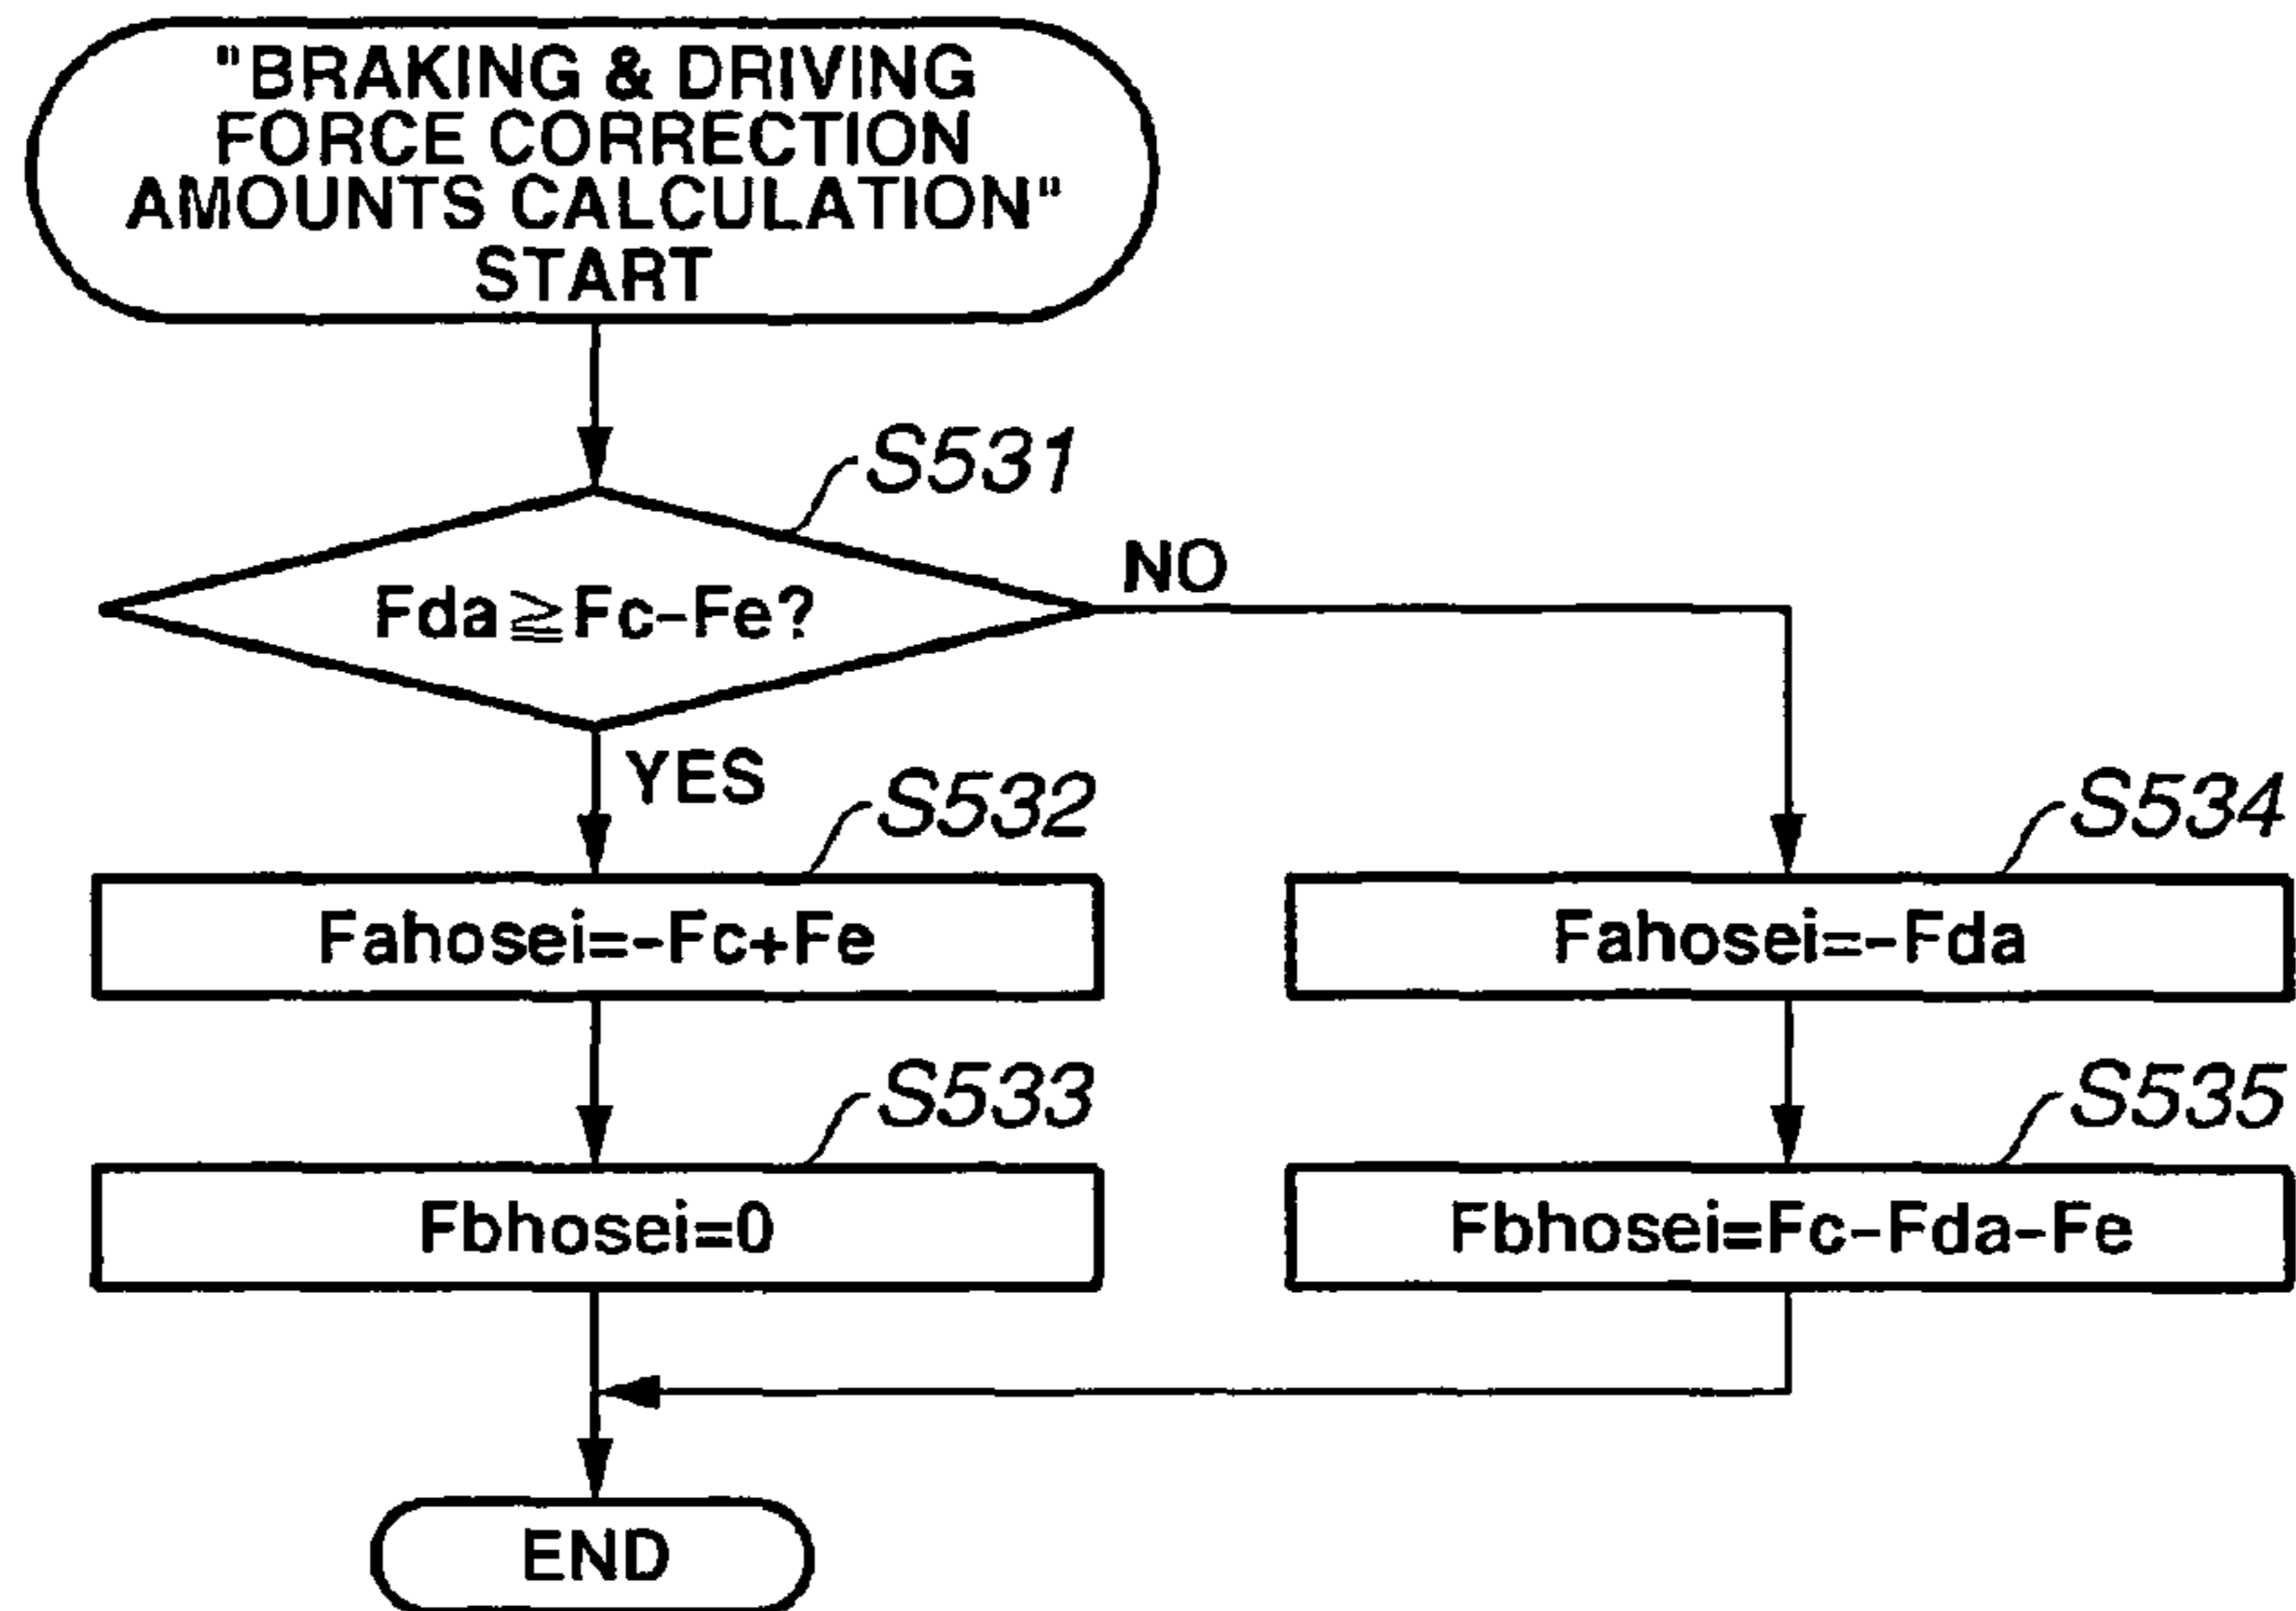 "BRAKING & DRIVING
FORCE CORRECTION
AMOUNTS CALCULATION"
START
S531
Fda≧Fc-Fe?
NO
YES
S532
S534
Fahosei=-Fc+Fe
Fahosei=-Fda
S533
S535
Fbhosei=0
Fbhosei=Fc-Fda-Fe
END